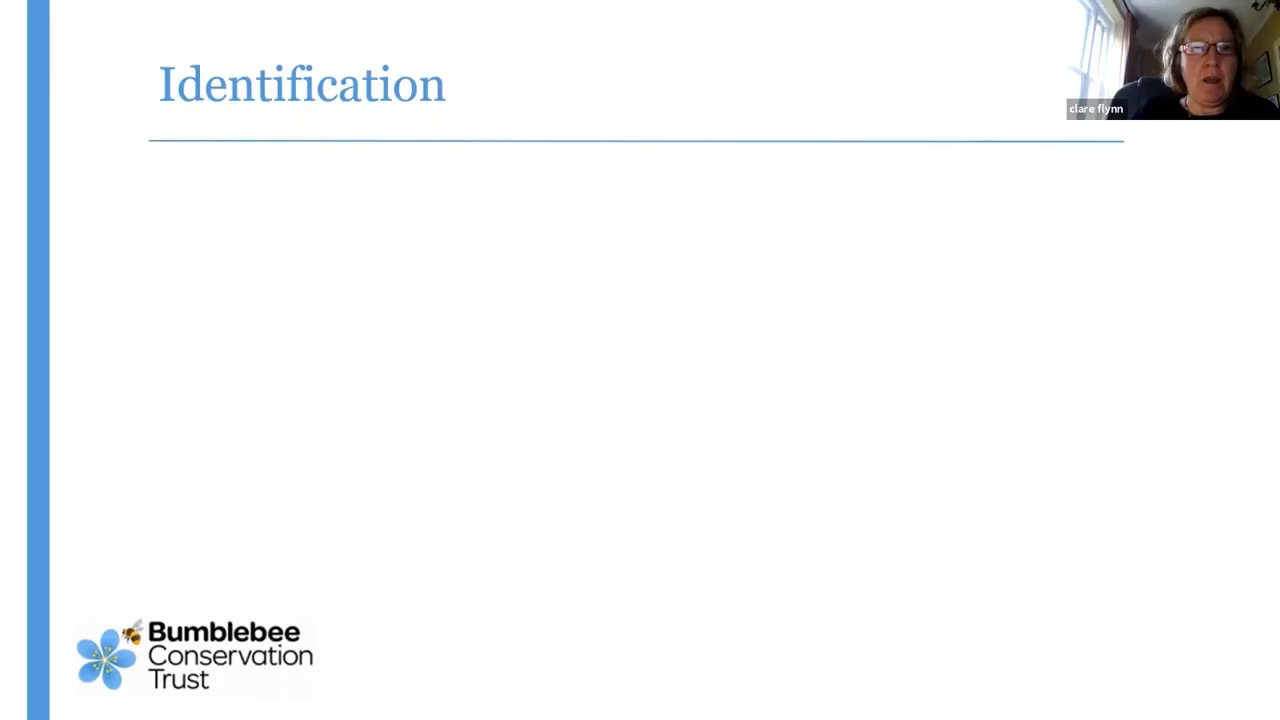 Identification
clare flynn
Bumblebee
Conservation
Trust